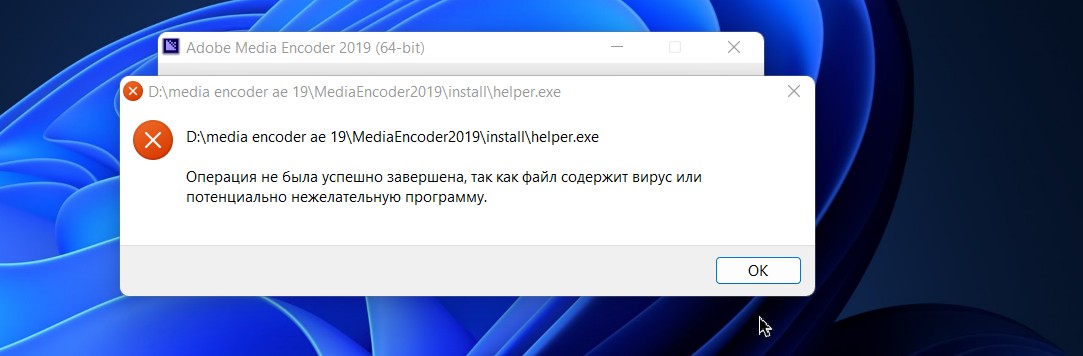 Adobe Media Encoder 2019 (64-bit)
D:\media encoder ae 19\MediaEncoder2019\install\helper.exe
D:\media encoder ae 19\MediaEncoder2019\install\helper.exe
Операция не была успешно завершена, так как файл содержит вирус или
потенциально нежелательную программу.
OK